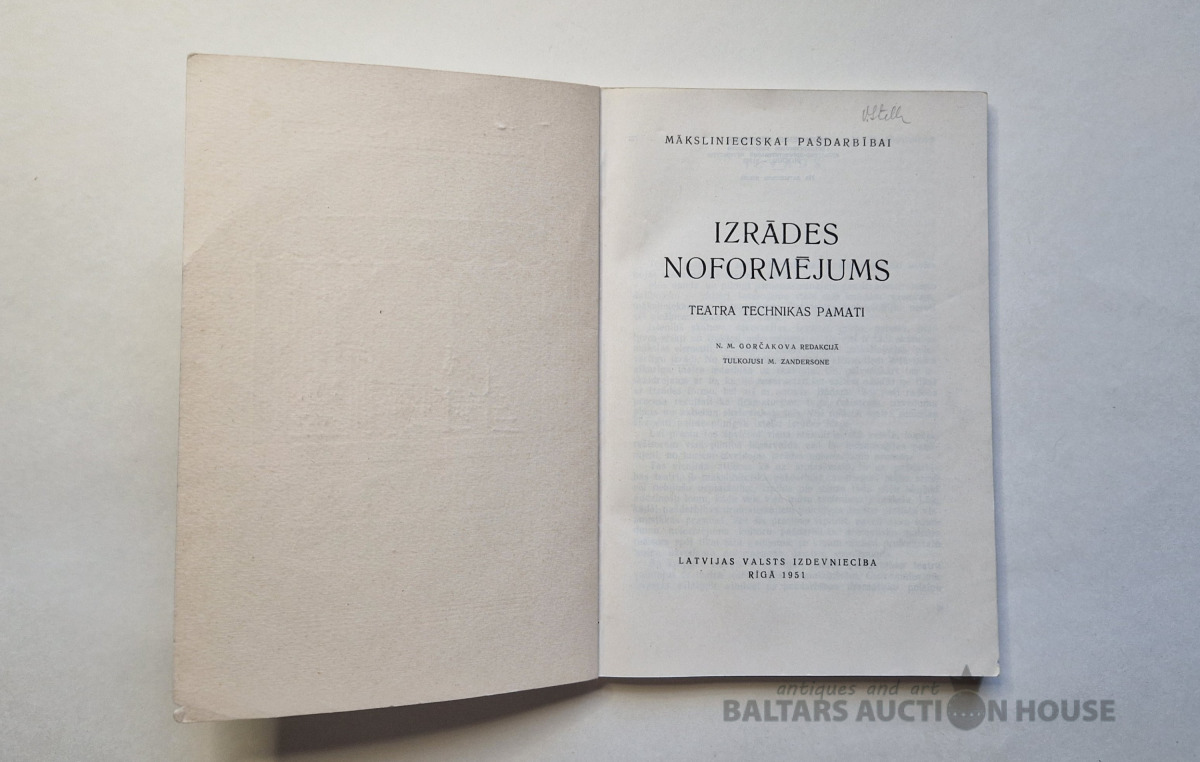 MĀKSLINIECISKAI PAŠDARBĪBAI
IZRĀDES
NOFORMĒJUMS
TEATRA TECHNIKAS PAMATI
N. M. GORČAKOVA REDAKCIJĀ
TULKOJUSI M. ZANDERSONE
LATVIJAS VALSTS IZDEVNIECĪBA
RĪGĀ 1951
antiques and art
BALTARS AUCTION HOUSE